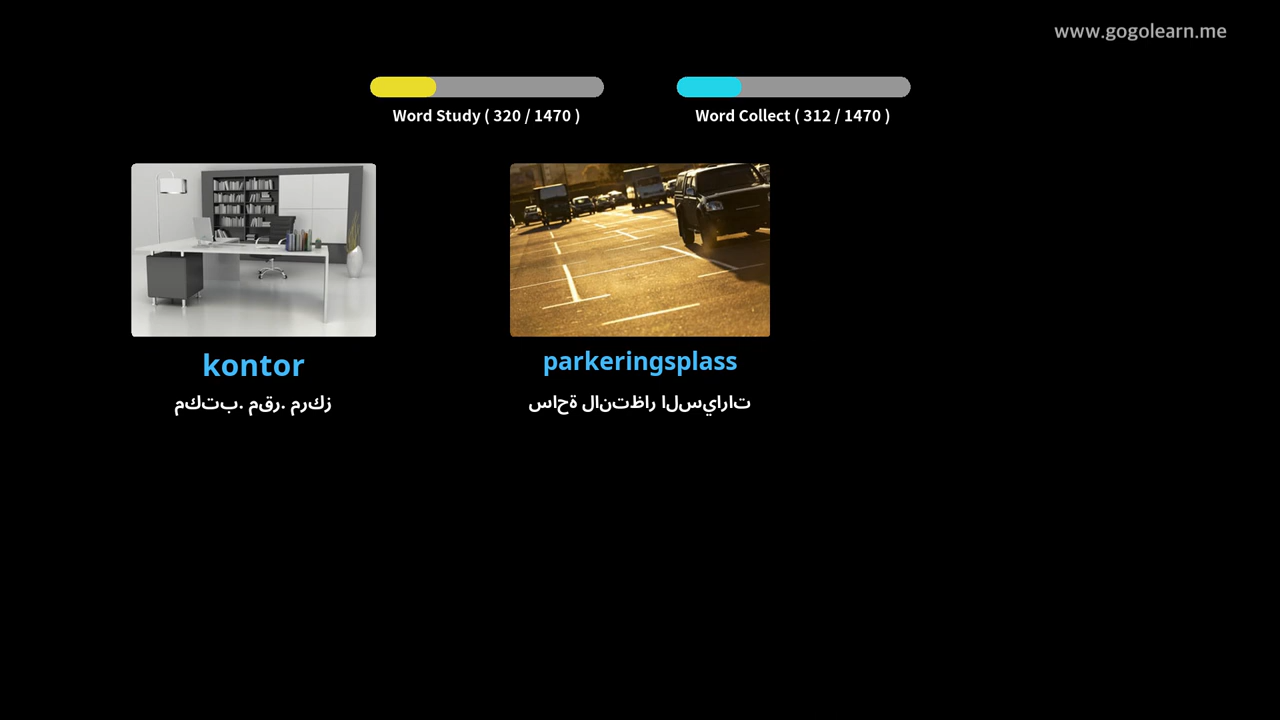 www.gogolearn.me
Word Study ( 320 / 1470 )
Word Collect ( 312 / 1470 )
kontor
مكتب. مقر. مركز
parkeringsplass
ساحة لانتظار السيارات